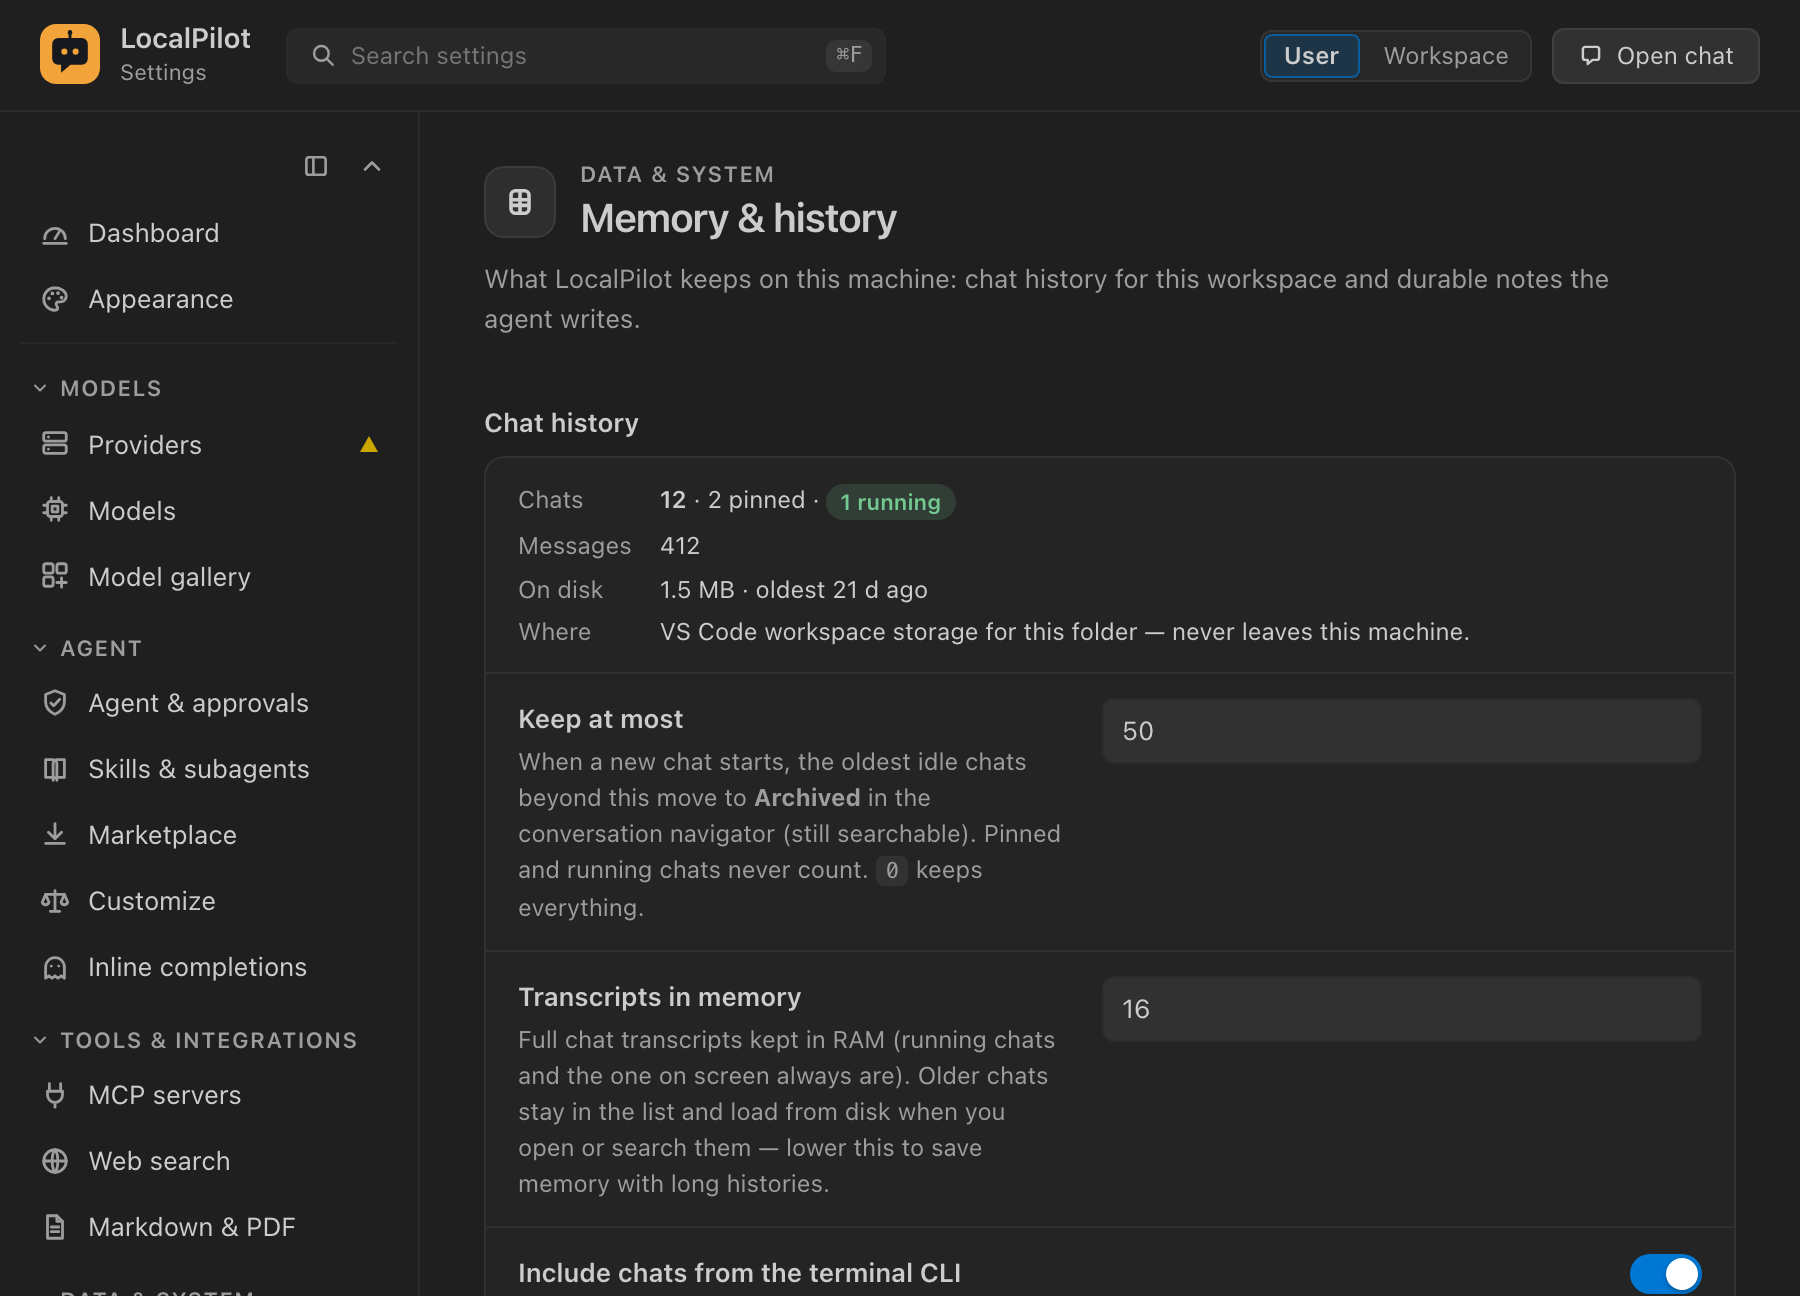 LocalPilot
Settings
Search settings
⌘F
User
Workspace
Open chat
Dashboard
Appearance
MODELS
Providers
Models
Model gallery
AGENT
Agent & approvals
Skills & subagents
Marketplace
Customize
Inline completions
TOOLS & INTEGRATIONS
MCP servers
Web search
Markdown & PDF
DATA & SYSTEM
DATA & SYSTEM
Memory & history
What LocalPilot keeps on this machine: chat history for this workspace and durable notes the
agent writes.
Chat history
Chats 12 · 2 pinned · 1 running
Messages 412
On disk 1.5 MB · oldest 21 d ago
Where VS Code workspace storage for this folder — never leaves this machine.
Keep at most
50
When a new chat starts, the oldest idle chats
beyond this move to Archived in the
conversation navigator (still searchable). Pinned
and running chats never count. 0 keeps
everything.
Transcripts in memory
16
Full chat transcripts kept in RAM (running chats
and the one on screen always are). Older chats
stay in the list and load from disk when you
open or search them — lower this to save
memory with long histories.
Include chats from the terminal CLI